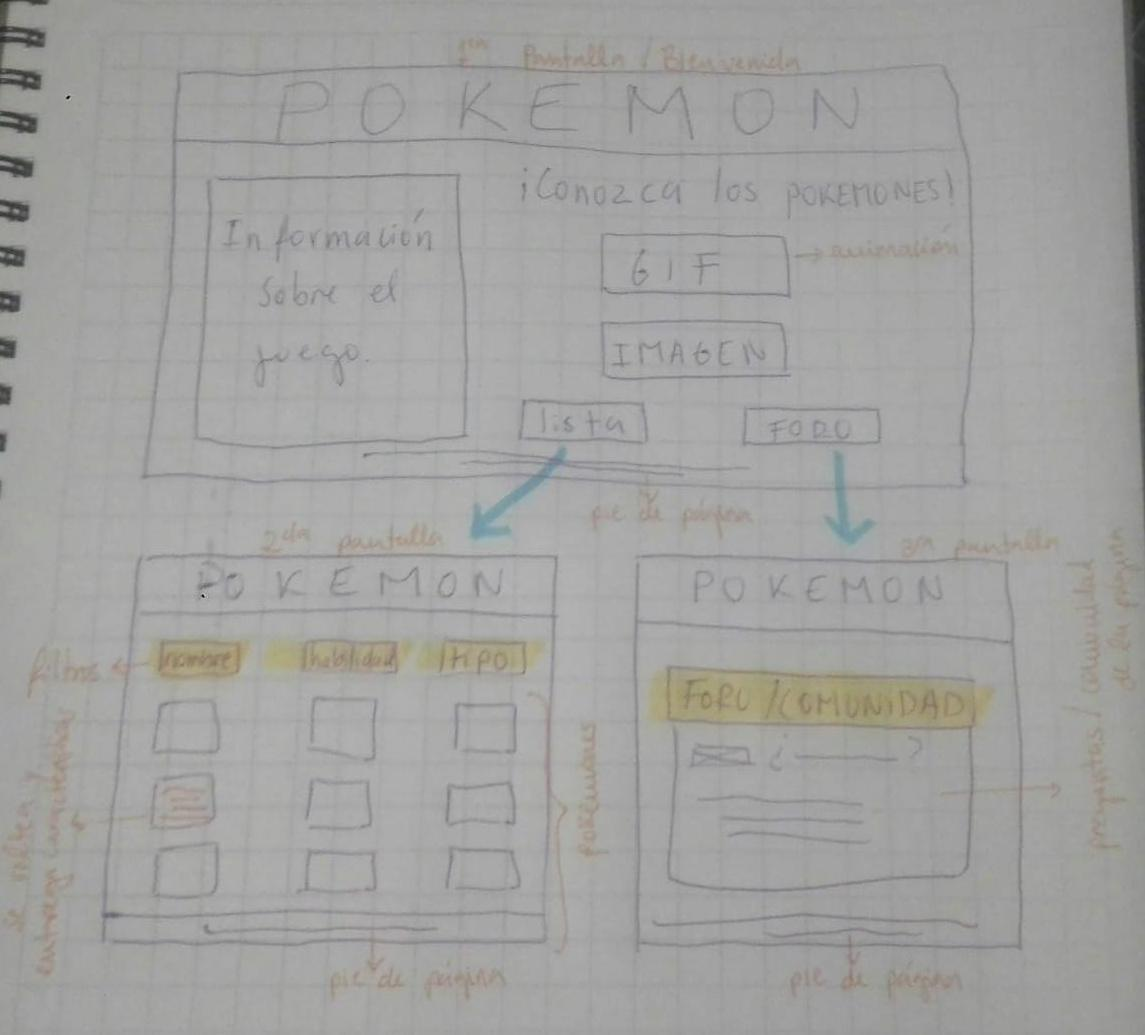 1ra Pantalla / Bienvenida
POKEMON
¡Conozca los POKEMONES!
Información
sobre el
juego.
GIF
→ animación
IMAGEN
lista
FORO
pie de página
2da pantalla
POKEMON
filtros
nombre
habilidad
tipo
se voltea /
entrega características
pokemones
pie de página
3ra pantalla
POKEMON
FORO / COMUNIDAD
¿ ?
preguntas / comunidad
de la página
pie de página